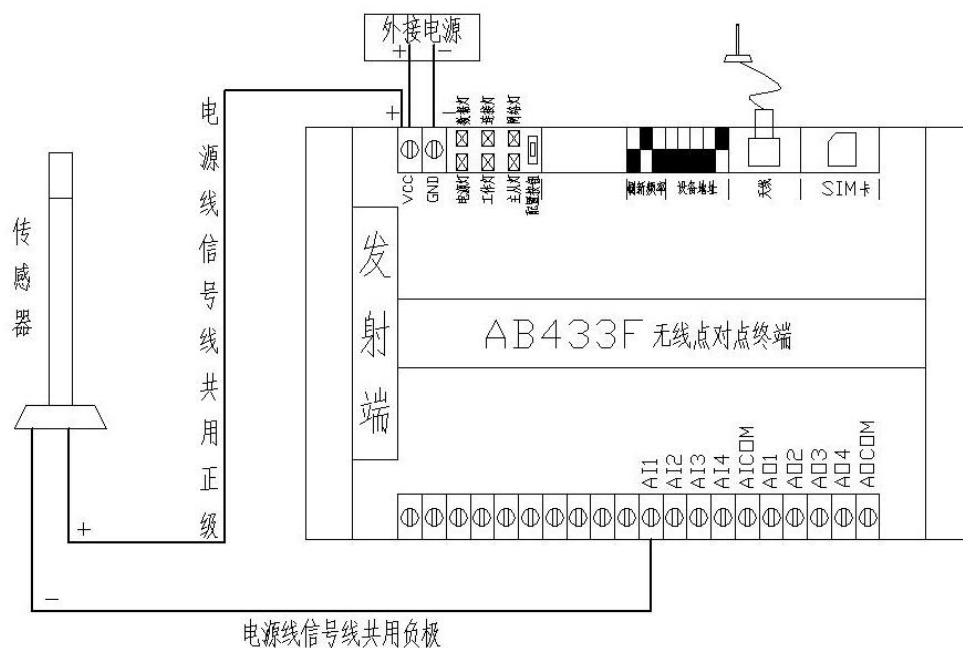 外接电源
+ -
+ -
数据灯 连接灯 网络灯
VCC GND 电源灯 工作灯 主从灯 配置按钮 刷新频率 设备地址 天线 SIM卡
电源线信号线共用正级
传感器
发射端
AB433F 无线点对点终端
AI1 AI2 AI3 AI4 AICOM AO1 AO2 AO3 AO4 AOCOM
+
-
电源线信号线共用负极